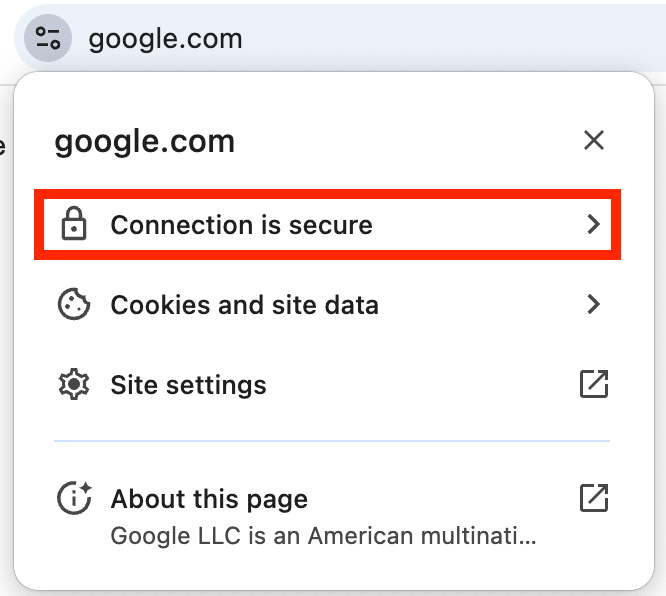 google.com
google.com
Connection is secure
Cookies and site data
Site settings
About this page
Google LLC is an American multinati...